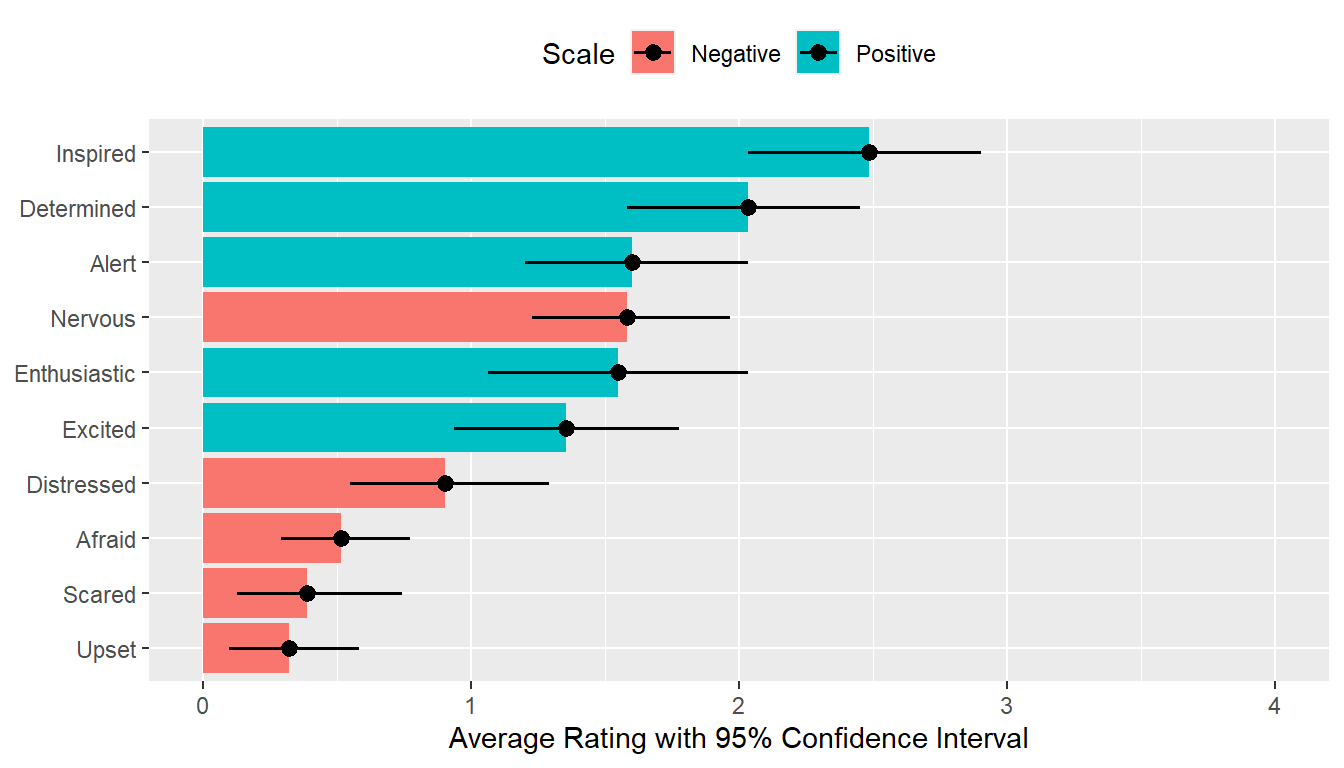 Scale Negative Positive
Inspired
Determined
Alert
Nervous
Enthusiastic
Excited
Distressed
Afraid
Scared
Upset
0 1 2 3 4
Average Rating with 95% Confidence Interval